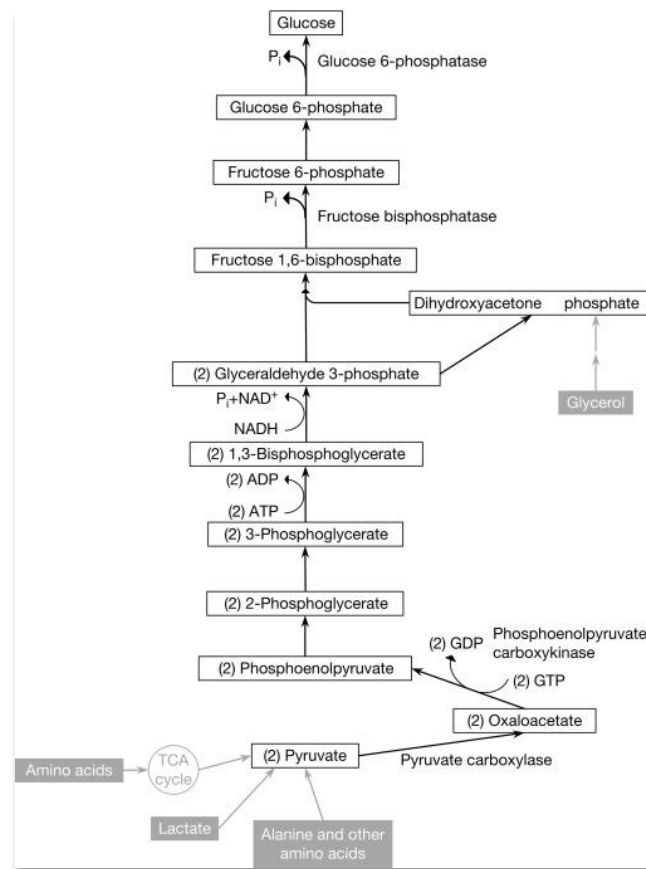 Glucose
Pi
Glucose 6-phosphatase
Glucose 6-phosphate
Fructose 6-phosphate
Pi
Fructose bisphosphatase
Fructose 1,6-bisphosphate
Dihydroxyacetone phosphate
(2) Glyceraldehyde 3-phosphate
Glycerol
Pi+NAD+
NADH
(2) 1,3-Bisphosphoglycerate
(2) ADP
(2) ATP
(2) 3-Phosphoglycerate
(2) 2-Phosphoglycerate
(2) GDP
Phosphoenolpyruvate
carboxykinase
(2) Phosphoenolpyruvate
(2) GTP
(2) Oxaloacetate
(2) Pyruvate
Pyruvate carboxylase
Amino acids
TCA
cycle
Lactate
Alanine and other
amino acids